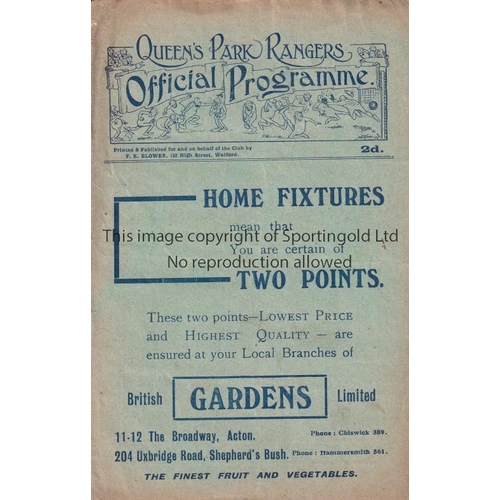 QUEEN'S PARK RANGERS
OFFICIAL PROGRAMME.
Printed & Published for and on behalf of the Club by
F. E. BLOWER, 132 High Street, Watford.
2d.
HOME FIXTURES
mean that
This image copyright of Sportingold Ltd
You are certain of
No reproduction allowed
TWO POINTS.
These two points—LOWEST PRICE
and HIGHEST QUALITY — are
ensured at your Local Branches of
British GARDENS Limited
11-12 The Broadway, Acton. Phone : Chiswick 389.
204 Uxbridge Road, Shepherd's Bush. Phone : Hammersmith 561.
THE FINEST FRUIT AND VEGETABLES.